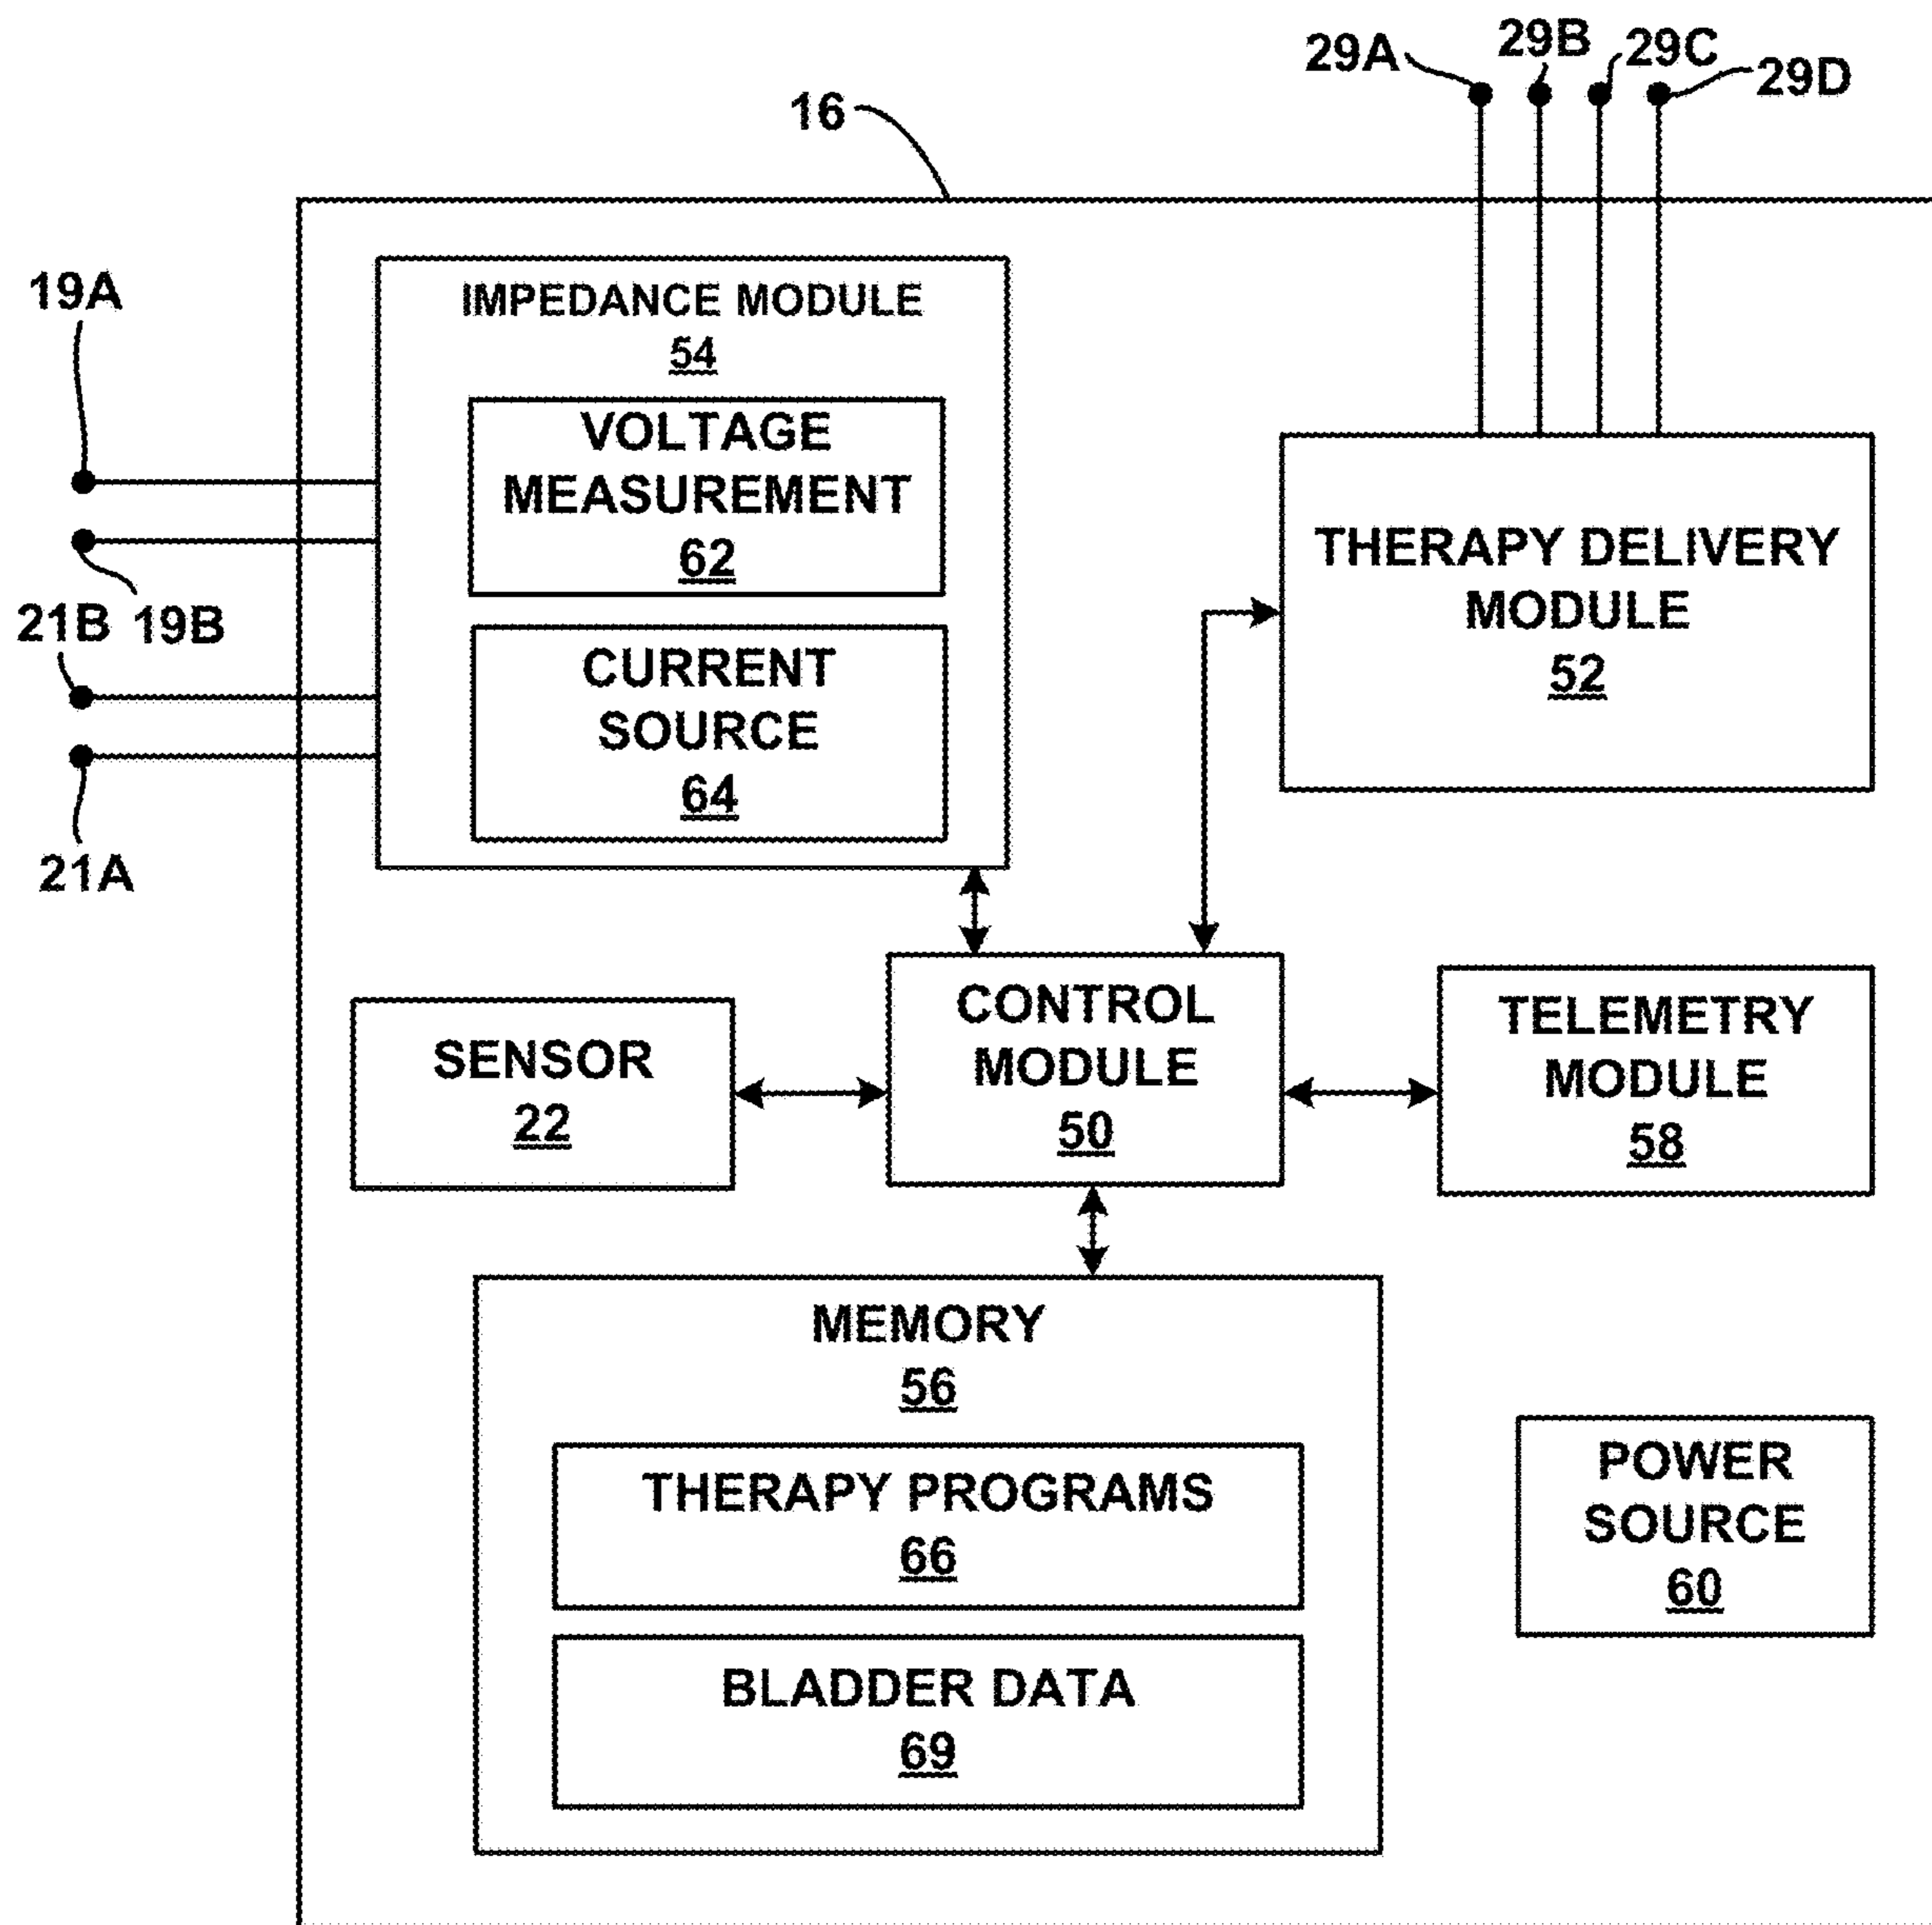 29A
29B
29C
29D
16
19A
19B
21B
21A
IMPEDANCE MODULE
54
VOLTAGE
MEASUREMENT
62
CURRENT
SOURCE
64
THERAPY DELIVERY
MODULE
52
SENSOR
22
CONTROL
MODULE
50
TELEMETRY
MODULE
58
MEMORY
56
THERAPY PROGRAMS
66
BLADDER DATA
69
POWER
SOURCE
60